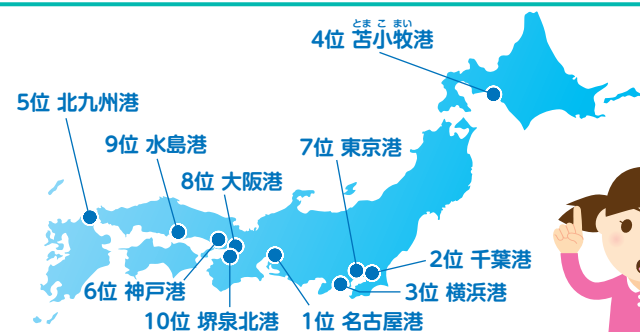 とまこまい
4位 苫小牧港
5位 北九州港
9位 水島港
7位 東京港
8位 大阪港
2位 千葉港
6位 神戸港
3位 横浜港
10位 堺泉北港
1位 名古屋港